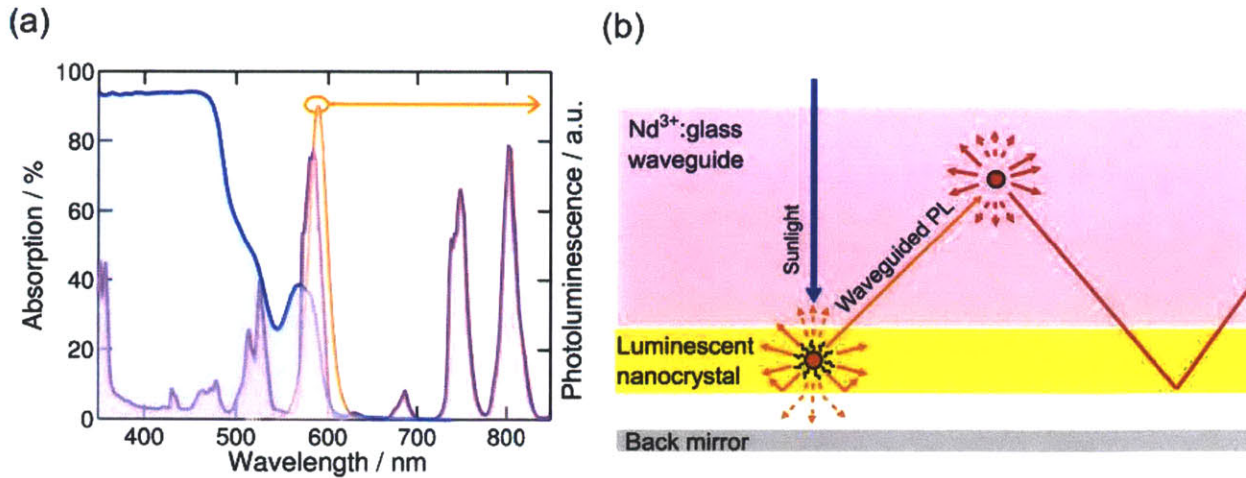 (a)
(b)
100
80
60
40
20
0
Absorption / %
400
500
600
700
800
Wavelength / nm
Photoluminescence / a.u.
Nd³⁺:glass
waveguide
Sunlight
Waveguided PL
Luminescent
nanocrystal
Back mirror